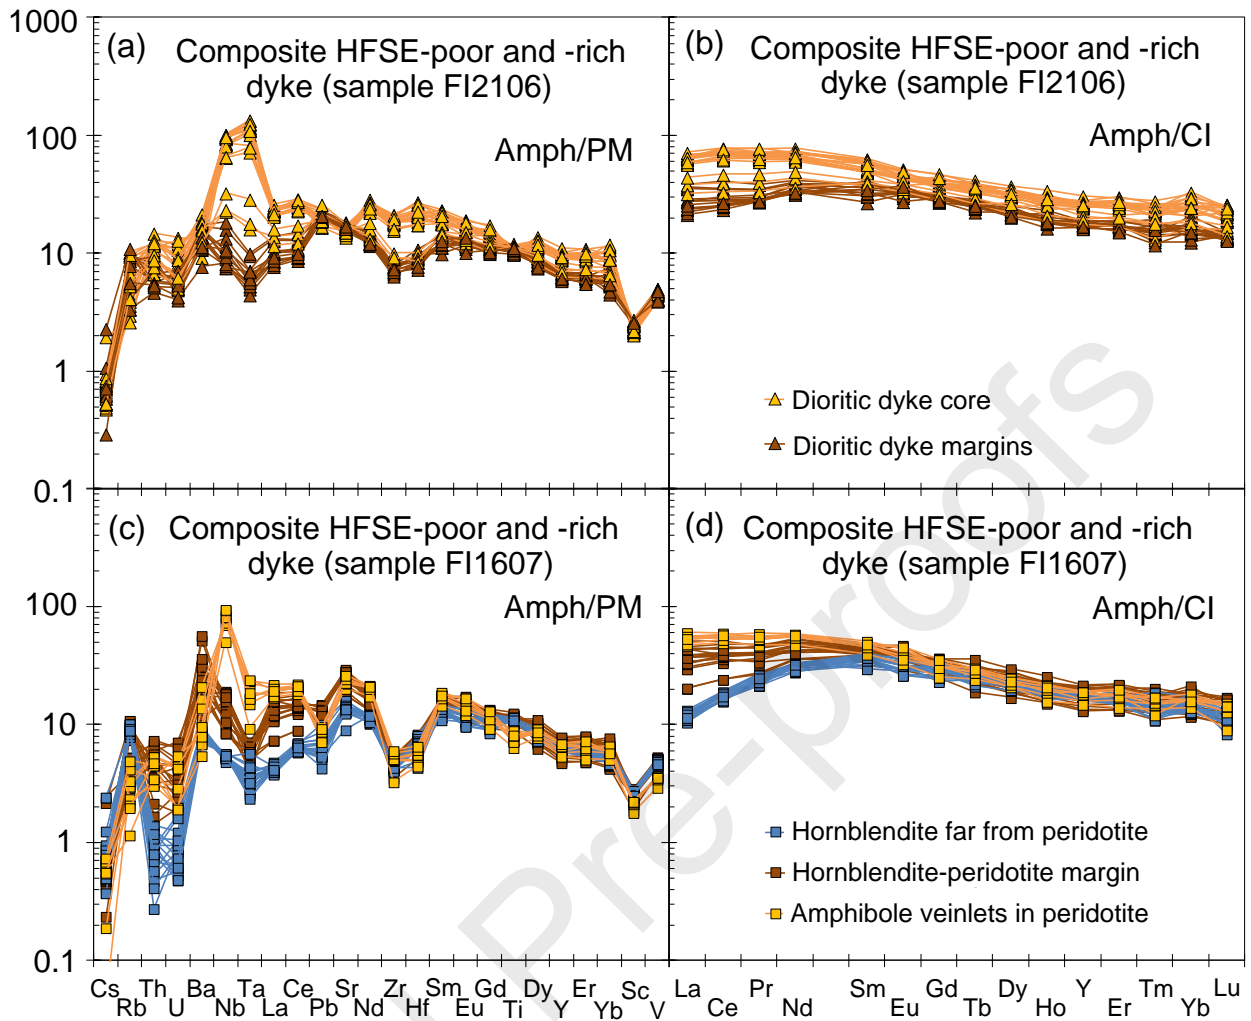 1000
100
10
1
0.1
(a) Composite HFSE-poor and -rich
dyke (sample FI2106)
Amph/PM
(b)
Composite HFSE-poor and -rich
dyke (sample FI2106)
Amph/CI
Dioritic dyke core
Dioritic dyke margins
100
10
1
0.1
(c) Composite HFSE-poor and -rich
dyke (sample FI1607)
Amph/PM
(d) Composite HFSE-poor and -rich
dyke (sample FI1607)
Amph/CI
Hornblendite far from peridotite
Hornblendite-peridotite margin
Amphibole veinlets in peridotite
Cs Rb Th U Ba Nb Ta La Ce Pb Sr Nd Zr Hf Sm Eu Gd Ti Dy Y Er Yb Sc V
La Ce Pr Nd Sm Eu Gd Tb Dy Ho Y Er Tm Yb Lu
Pre-proofs